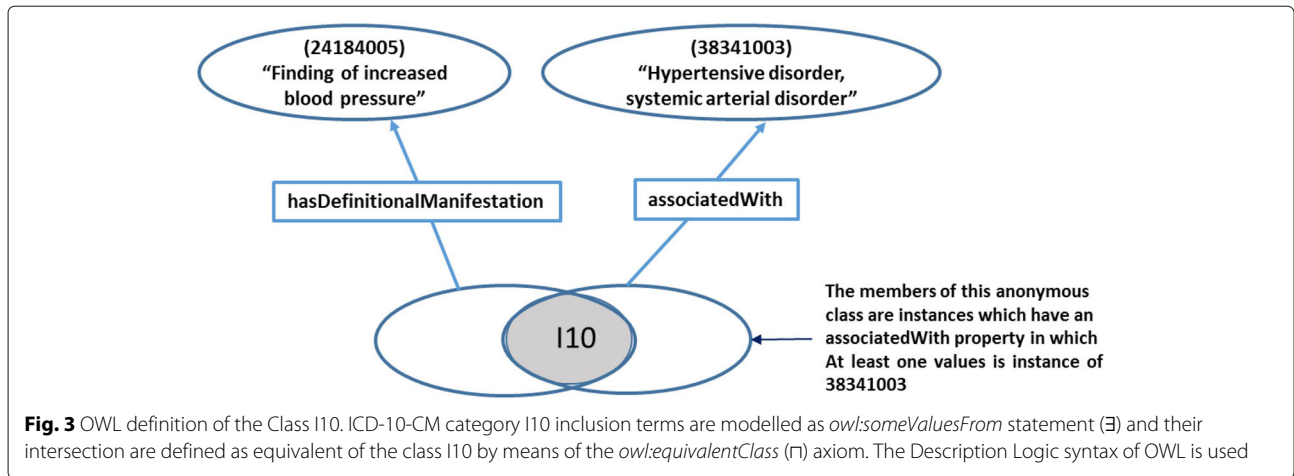 (24184005)
“Finding of increased
blood pressure”
(38341003)
“Hypertensive disorder,
systemic arterial disorder”
hasDefinitionalManifestation
associatedWith
I10
The members of this anonymous
class are instances which have an
associatedWith property in which
At least one values is instance of
38341003
Fig. 3 OWL definition of the Class I10. ICD-10-CM category I10 inclusion terms are modelled as owl:someValuesFrom statement (∃) and their
intersection are defined as equivalent of the class I10 by means of the owl:equivalentClass (⊓) axiom. The Description Logic syntax of OWL is used